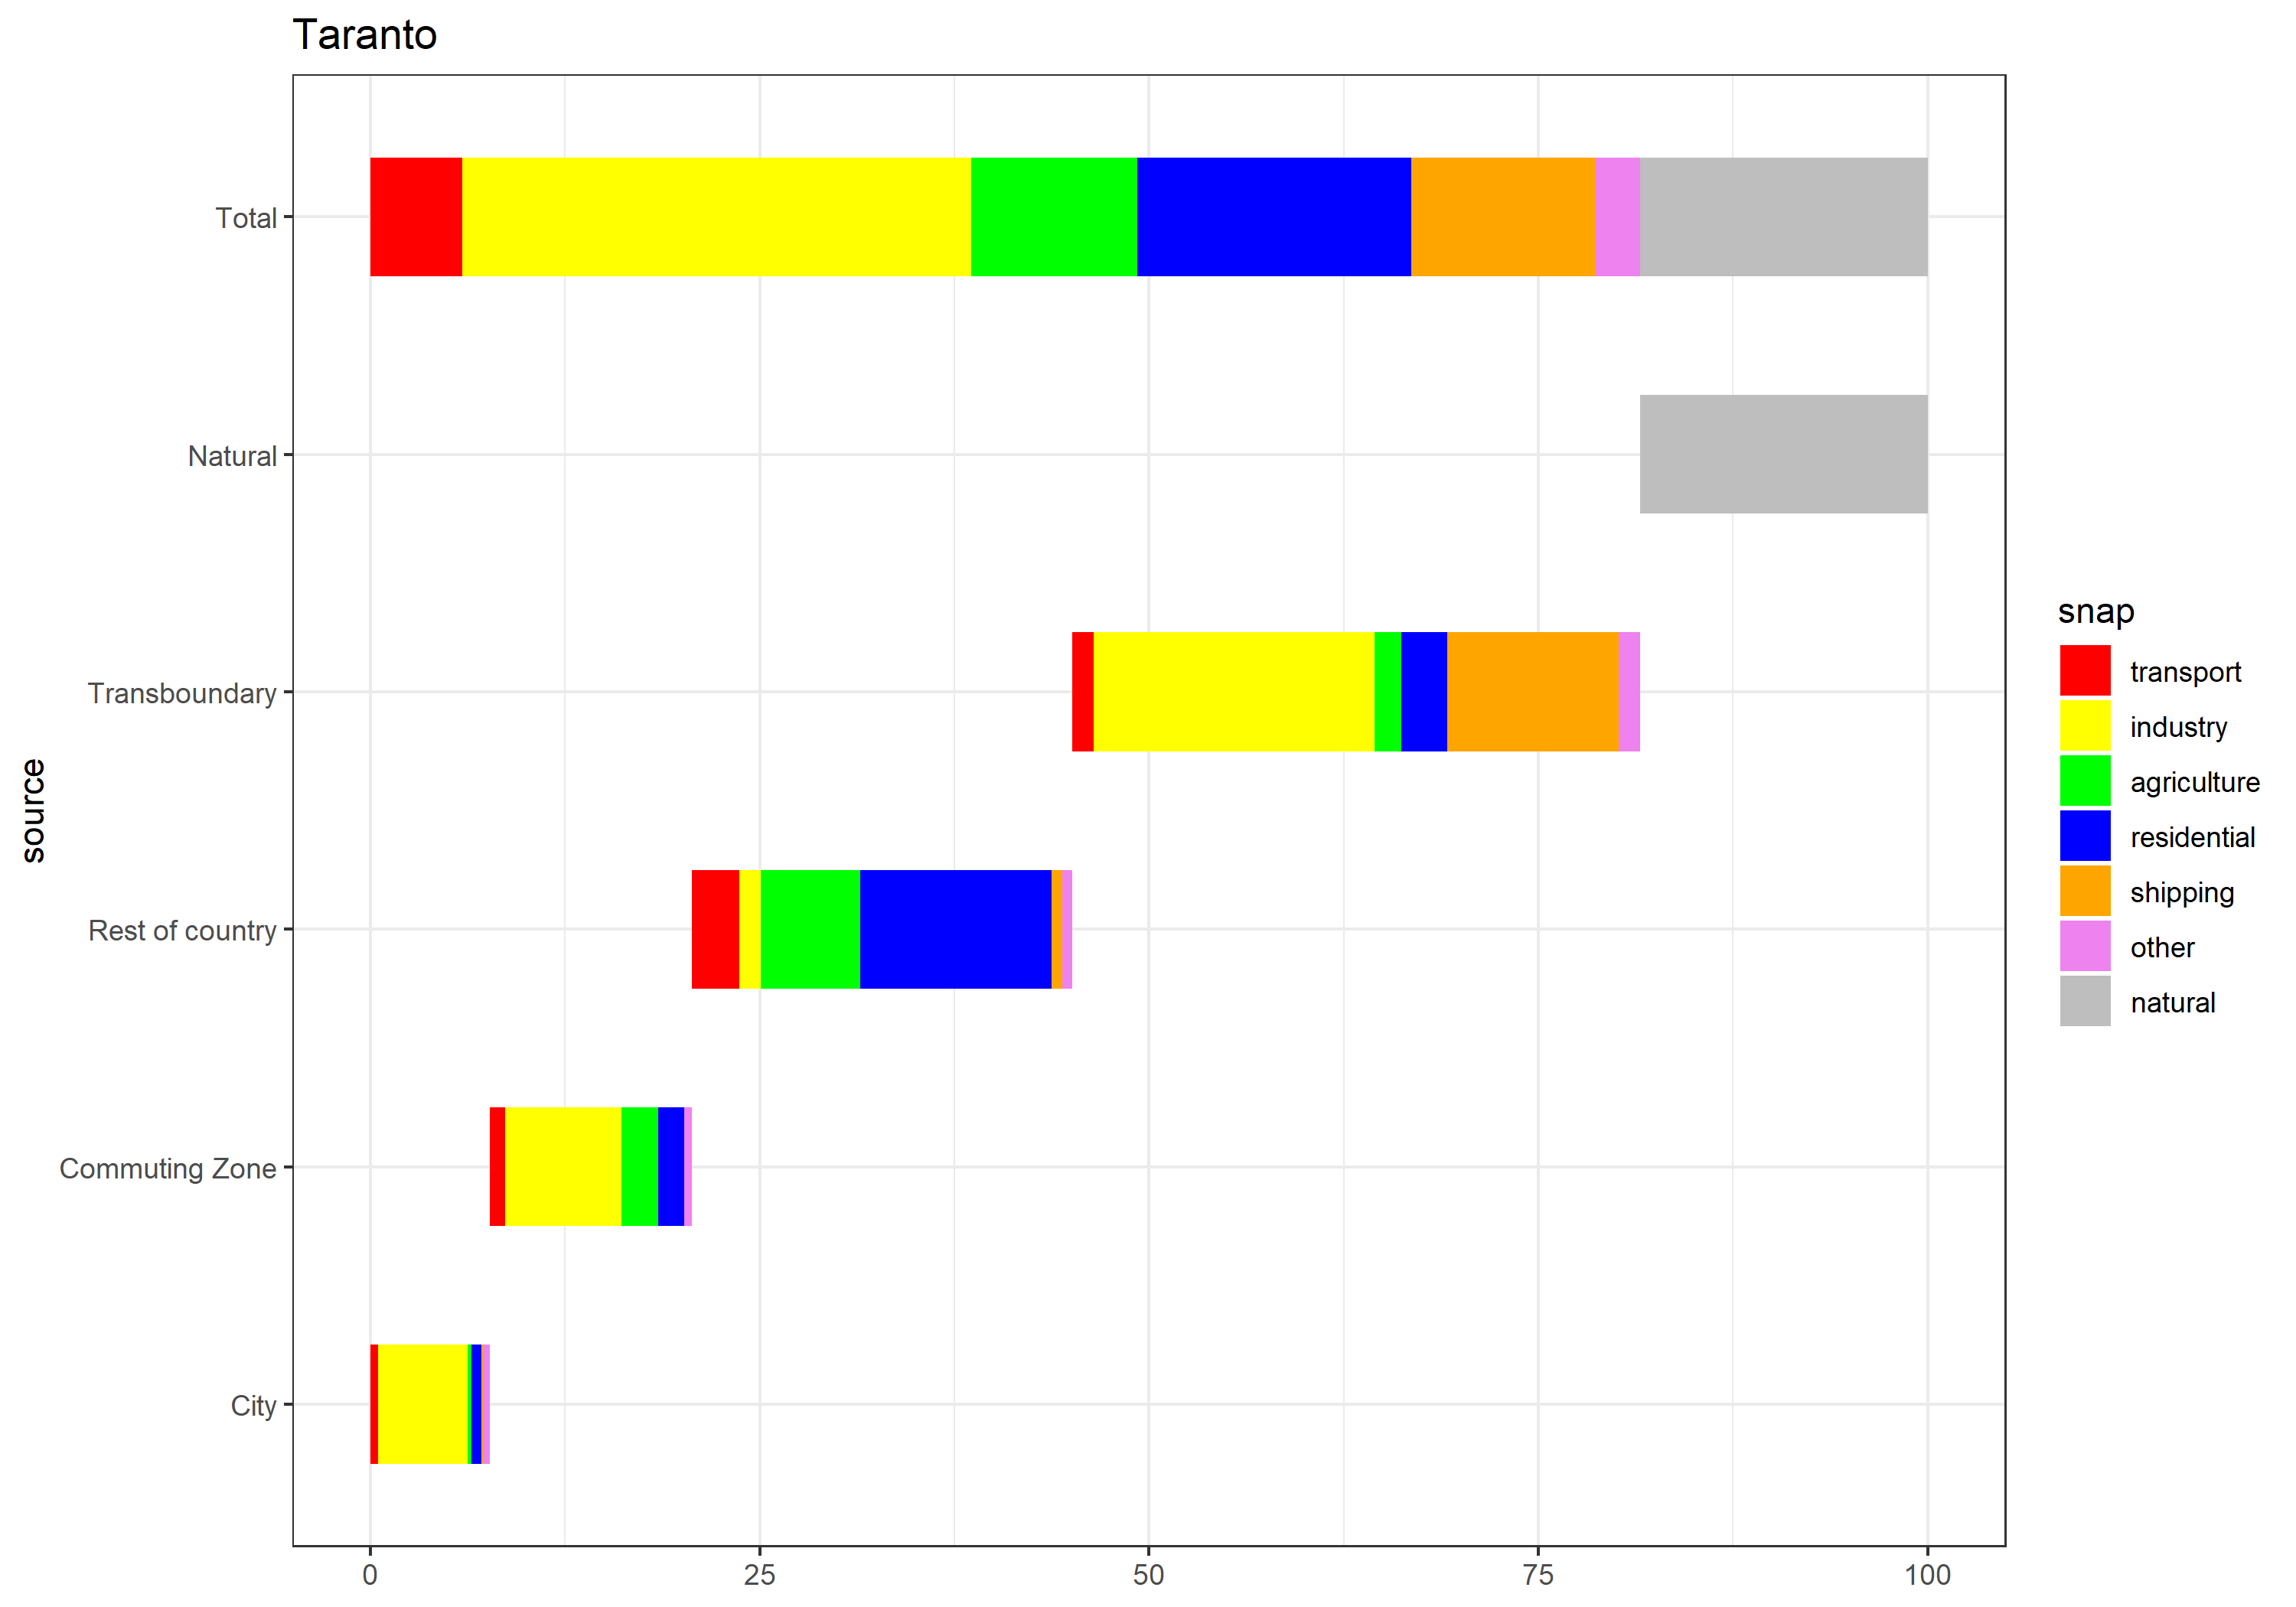 Taranto
Total
Natural
Transboundary
Rest of country
Commuting Zone
City
source
0 25 50 75 100
snap
transport
industry
agriculture
residential
shipping
other
natural